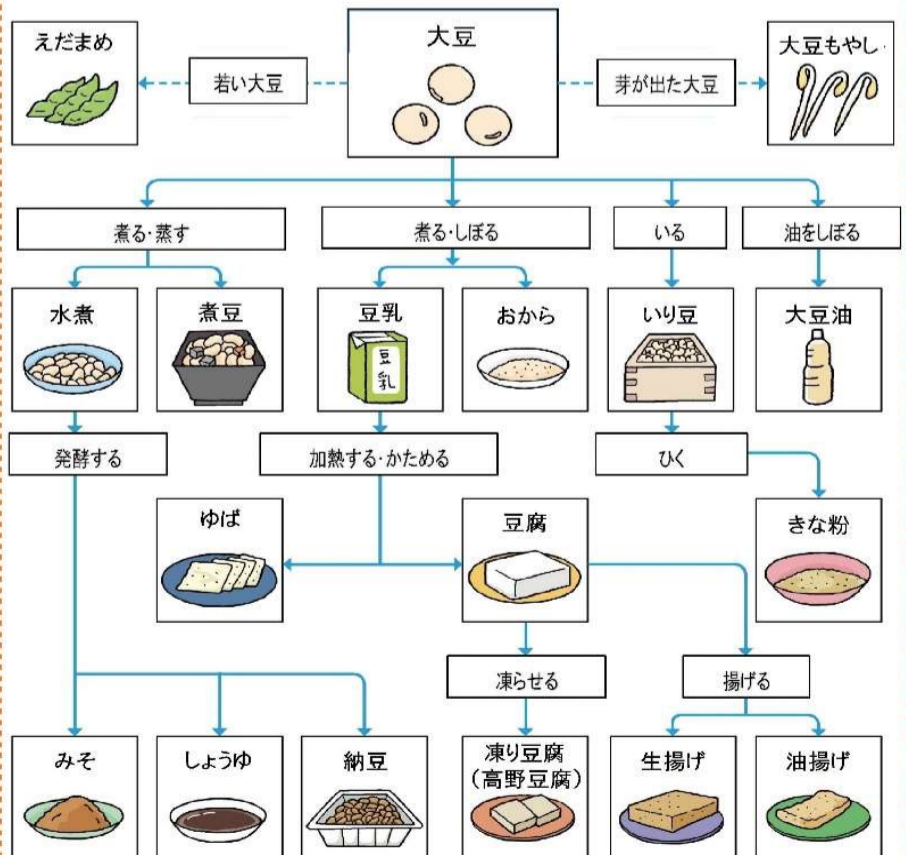 えだまめ
若い大豆
大豆
芽が出た大豆
大豆もやし
煮る・蒸す
煮る・しぼる
いる
油をしぼる
水煮
煮豆
豆乳
豆乳
おから
いり豆
大豆油
発酵する
加熱する・かためる
ひく
ゆば
豆腐
きな粉
凍らせる
揚げる
みそ
しょうゆ
納豆
凍り豆腐
(高野豆腐)
生揚げ
油揚げ